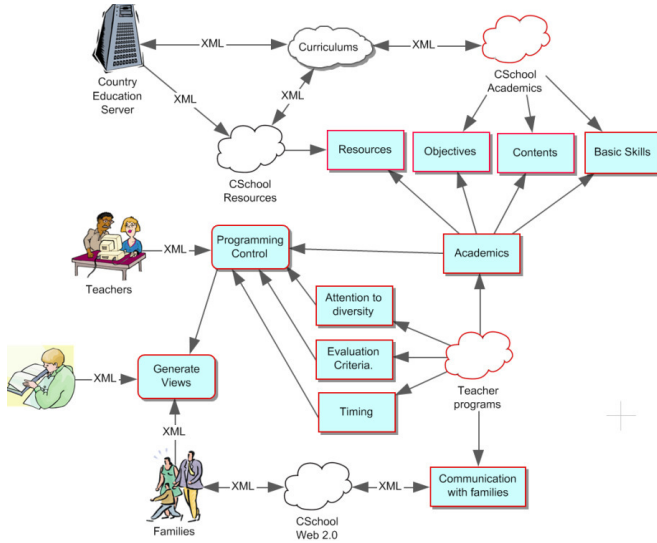 XML
Curriculums
XML
Country
Education
Server
XML
XML
CSchool
Academics
CSchool
Resources
Resources
Objectives
Contents
Basic Skills
Teachers
XML
Programming
Control
Academics
Attention to
diversity
Evaluation
Criteria.
Timing
Teacher
programs
XML
Generate
Views
XML
Families
XML
CSchool
Web 2.0
XML
Communication
with families